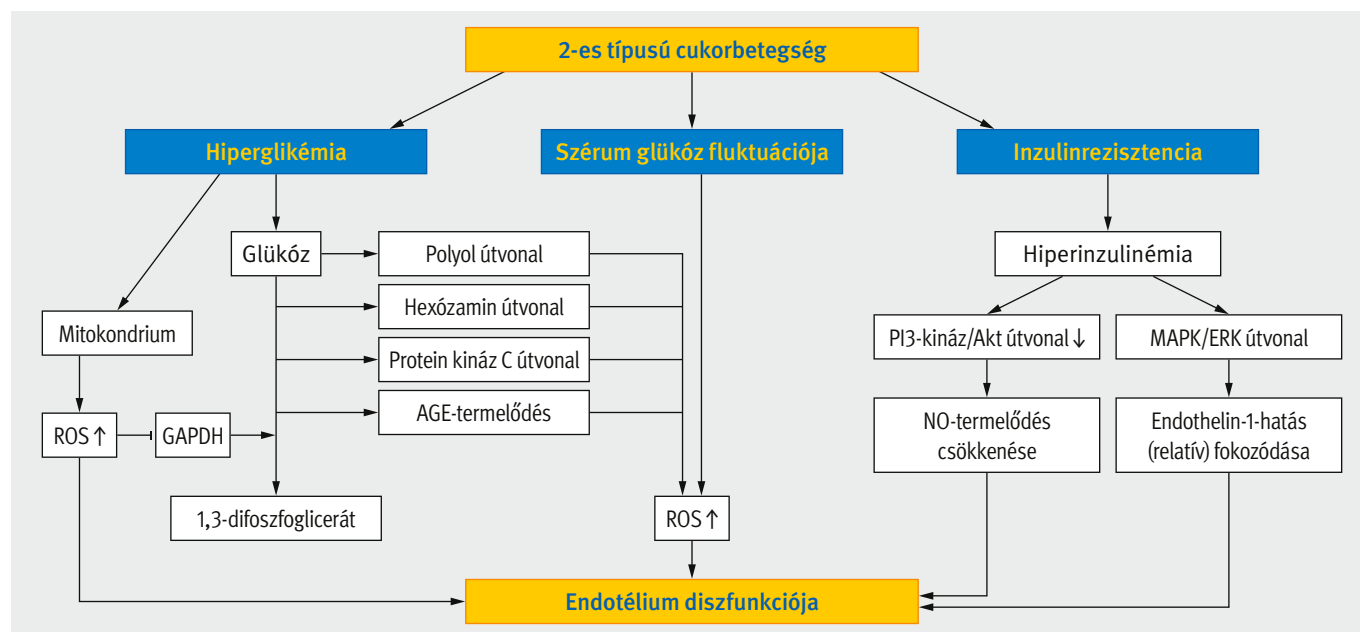 2-es típusú cukorbetegség
Hiperglikémia
Szérum glükóz fluktuációja
Inzulinrezisztencia
Glükóz
Polyol útvonal
Hiperinzulinémia
Hexózamin útvonal
Mitokondrium
PI3-kináz/Akt útvonal ↓
MAPK/ERK útvonal
Protein kináz C útvonal
AGE-termelődés
ROS ↑
GAPDH
NO-termelődés
csökkenése
Endothelin-1-hatás
(relatív) fokozódása
1,3-difoszfoglicerát
ROS ↑
Endotélium diszfunkciója